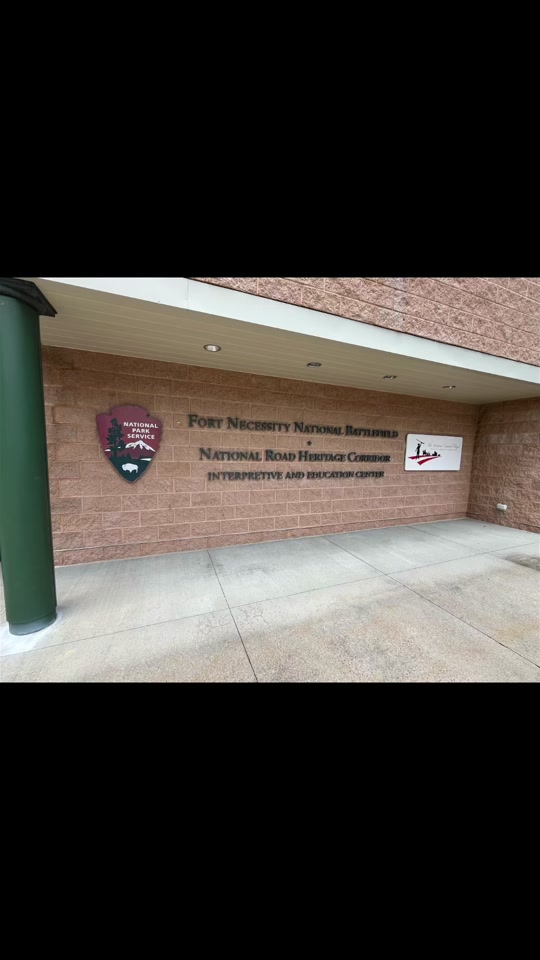 NATIONAL
PARK
SERVICE
FORT NECESSITY NATIONAL BATTLEFIELD
NATIONAL ROAD HERITAGE CORRIDOR
INTERPRETIVE AND EDUCATION CENTER